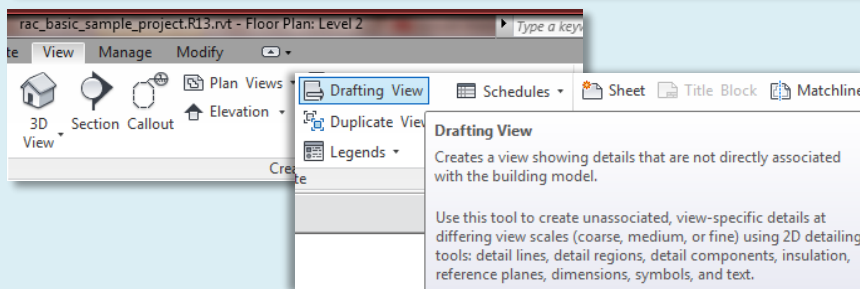 rac_basic_sample_project.R13.rvt - Floor Plan: Level 2
Type a
View Manage Modify
3D View
Section
Callout
Plan Views
Elevation
Drafting View
Duplicate
Legends
Schedules
Sheet
Title Block
Matchline
Drafting View
Creates a view showing details that are not directly associated
with the building model.
Use this tool to create unassociated, view-specific details at
differing view scales (coarse, medium, or fine) using 2D detailing
tools: detail lines, detail regions, detail components, insulation,
reference planes, dimensions, symbols, and text.